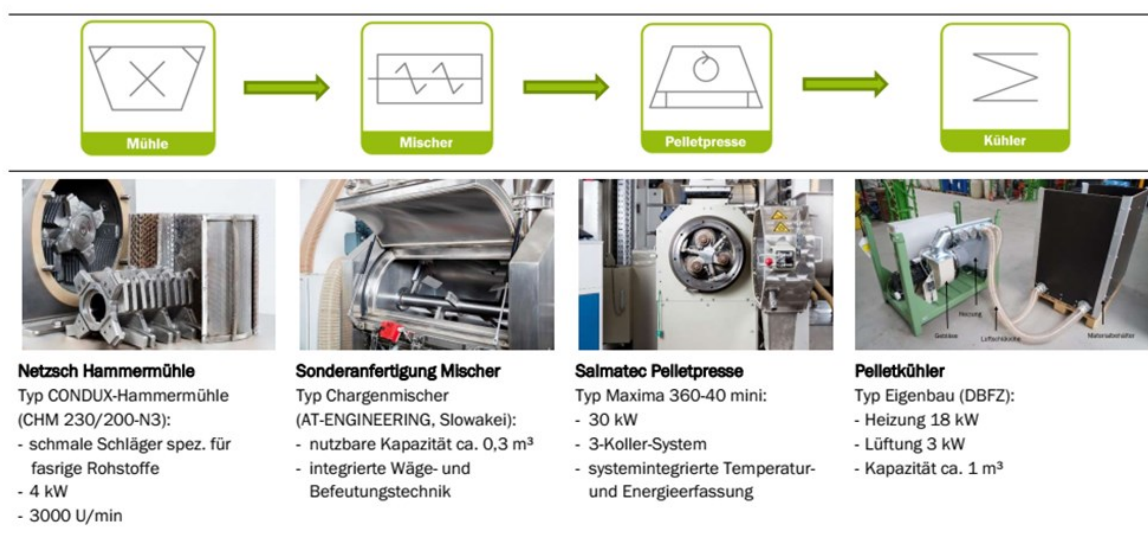 Mühle
Mischer
Pelletpresse
Kühler
Gebläse
Heizung
Luftschläuche
Materialbehälter
Netzsch Hammermühle
Typ CONDUX-Hammermühle
(CHM 230/200-N3):
- schmale Schläger spez. für
fasrige Rohstoffe
- 4 kW
- 3000 U/min
Sonderanfertigung Mischer
Typ Chargenmischer
(AT-ENGINEERING, Slowakei):
- nutzbare Kapazität ca. 0,3 m³
- integrierte Wäge- und
Befeutungstechnik
Salmatec Pelletpresse
Typ Maxima 360-40 mini:
- 30 kW
- 3-Koller-System
- systemintegrierte Temperatur-
und Energieerfassung
Pelletkühler
Typ Eigenbau (DBFZ):
- Heizung 18 kW
- Lüftung 3 kW
- Kapazität ca. 1 m³